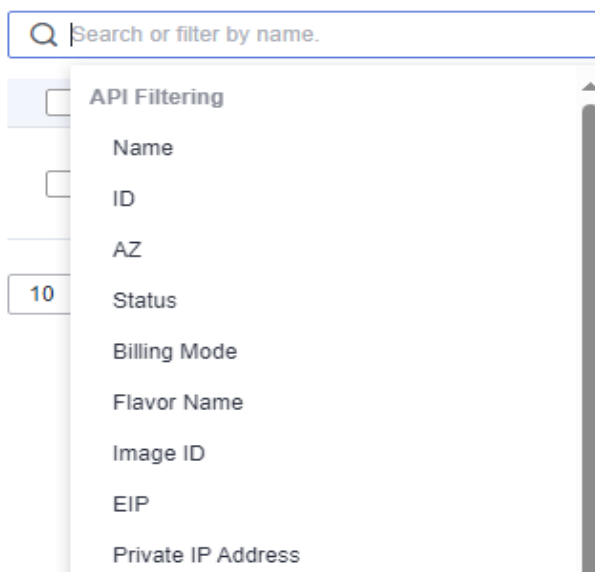 Search or filter by name.
API Filtering
Name
ID
AZ
Status
10
Billing Mode
Flavor Name
Image ID
EIP
Private IP Address